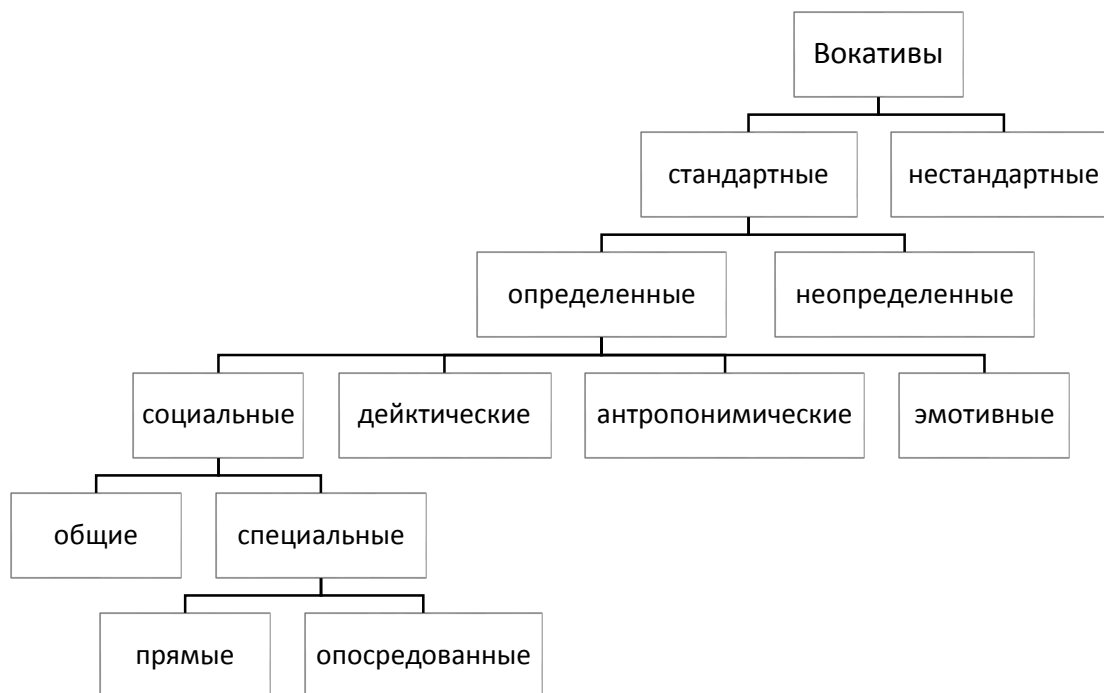 Вокативы
стандартные
нестандартные
определенные
неопределенные
социальные
дейктические
антропонимические
эмотивные
общие
специальные
прямые
опосредованные